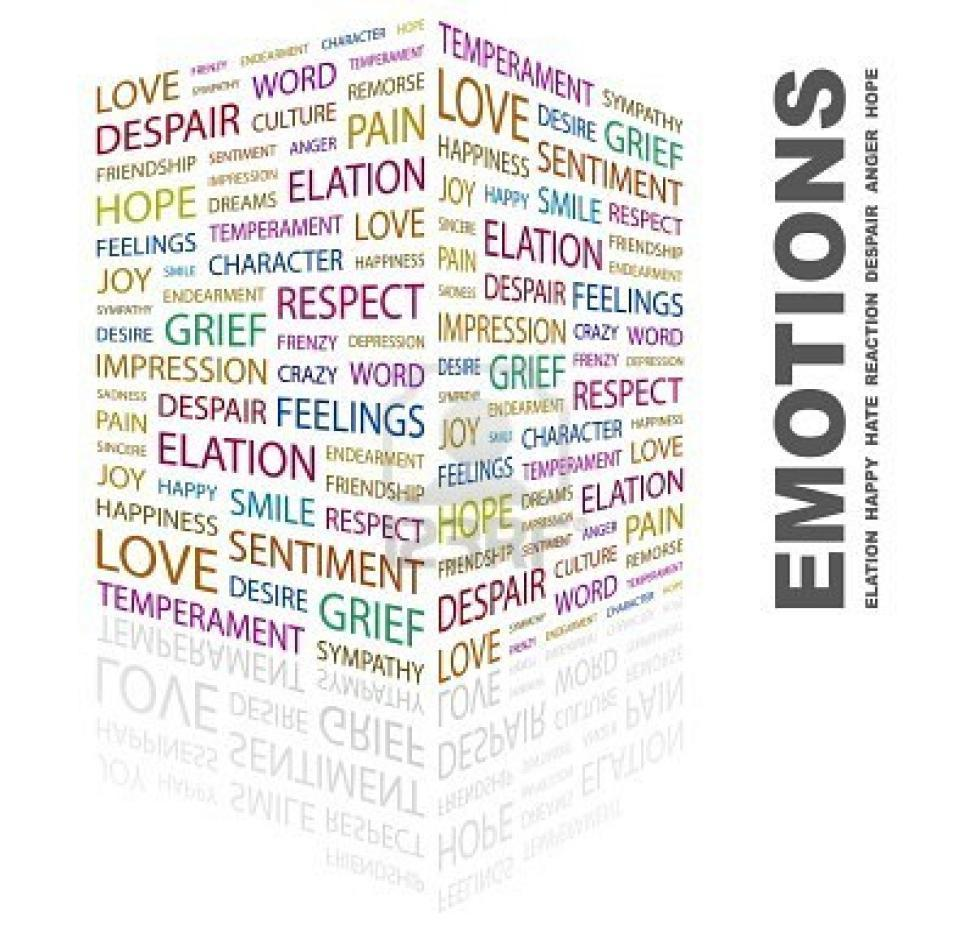 LOVE FRENZY ENDEARMENT CHARACTER HOPE
SYMPATHY WORD TEMPERAMENT
DESPAIR CULTURE REMORSE
FRIENDSHIP SENTIMENT ANGER PAIN
HOPE IMPRESSION DREAMS ELATION
FEELINGS TEMPERAMENT LOVE
JOY SMILE CHARACTER HAPPINESS
SYMPATHY ENDEARMENT RESPECT
DESIRE GRIEF FRENZY DEPRESSION
IMPRESSION CRAZY WORD
SADNESS DESPAIR FEELINGS
PAIN
SINCERE ELATION ENDEARMENT
JOY HAPPY SMILE FRIENDSHIP
HAPPINESS RESPECT
LOVE SENTIMENT
DESIRE GRIEF
TEMPERAMENT SYMPATHY
TEMPERAMENT SYMPATHY
LOVE DESIRE GRIEF
HAPPINESS SENTIMENT
JOY HAPPY SMILE RESPECT
SINCERE ELATION FRIENDSHIP
PAIN ENDEARMENT
SADNESS DESPAIR FEELINGS
IMPRESSION CRAZY WORD
DESIRE GRIEF FRENZY DEPRESSION
SYMPATHY ENDEARMENT RESPECT
JOY SMILE CHARACTER HAPPINESS
FEELINGS TEMPERAMENT LOVE
HOPE DREAMS ELATION
IMPRESSION
FRIENDSHIP SENTIMENT ANGER PAIN
DESPAIR CULTURE REMORSE
SYMPATHY WORD TEMPERAMENT
LOVE FRENZY ENDEARMENT CHARACTER HOPE
EMOTIONS
ELATION HAPPY HATE REACTION DESPAIR ANGER HOPE
123RF